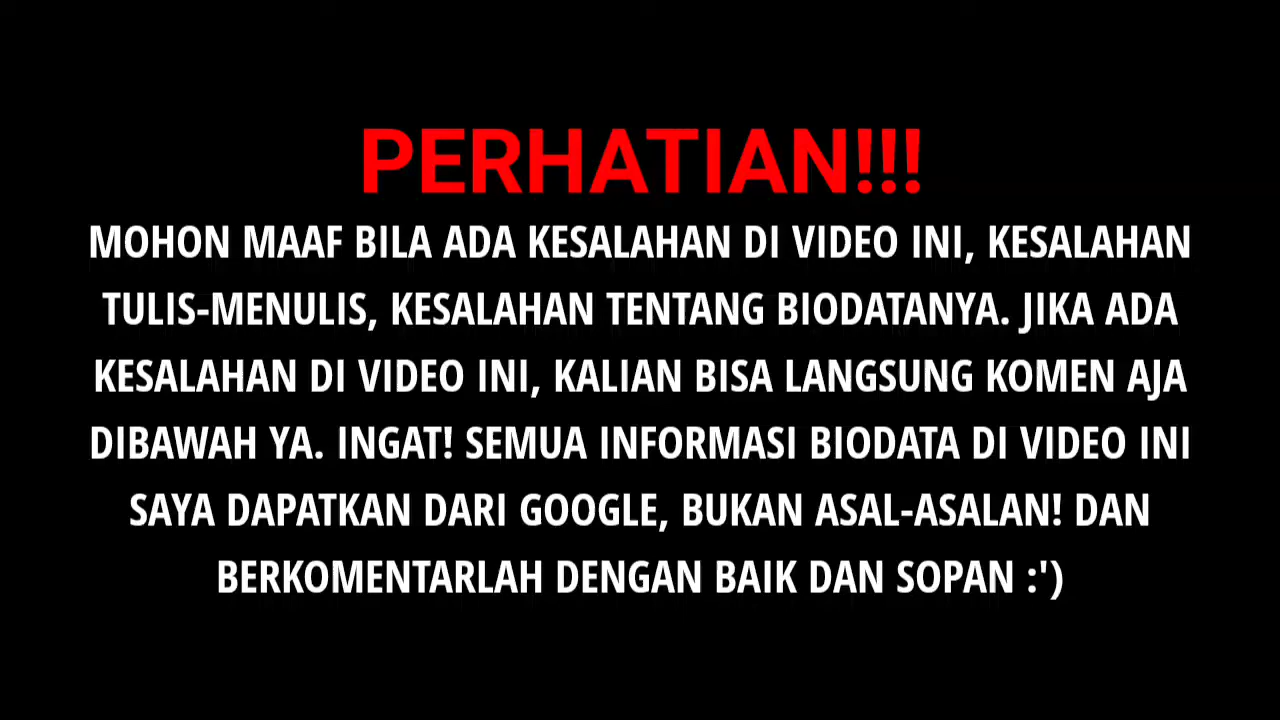 PERHATIAN!!!
MOHON MAAF BILA ADA KESALAHAN DI VIDEO INI, KESALAHAN
TULIS-MENULIS, KESALAHAN TENTANG BIODATANYA. JIKA ADA
KESALAHAN DI VIDEO INI, KALIAN BISA LANGSUNG KOMEN AJA
DIBAWAH YA. INGAT! SEMUA INFORMASI BIODATA DI VIDEO INI
SAYA DAPATKAN DARI GOOGLE, BUKAN ASAL-ASALAN! DAN
BERKOMENTARLAH DENGAN BAIK DAN SOPAN :')